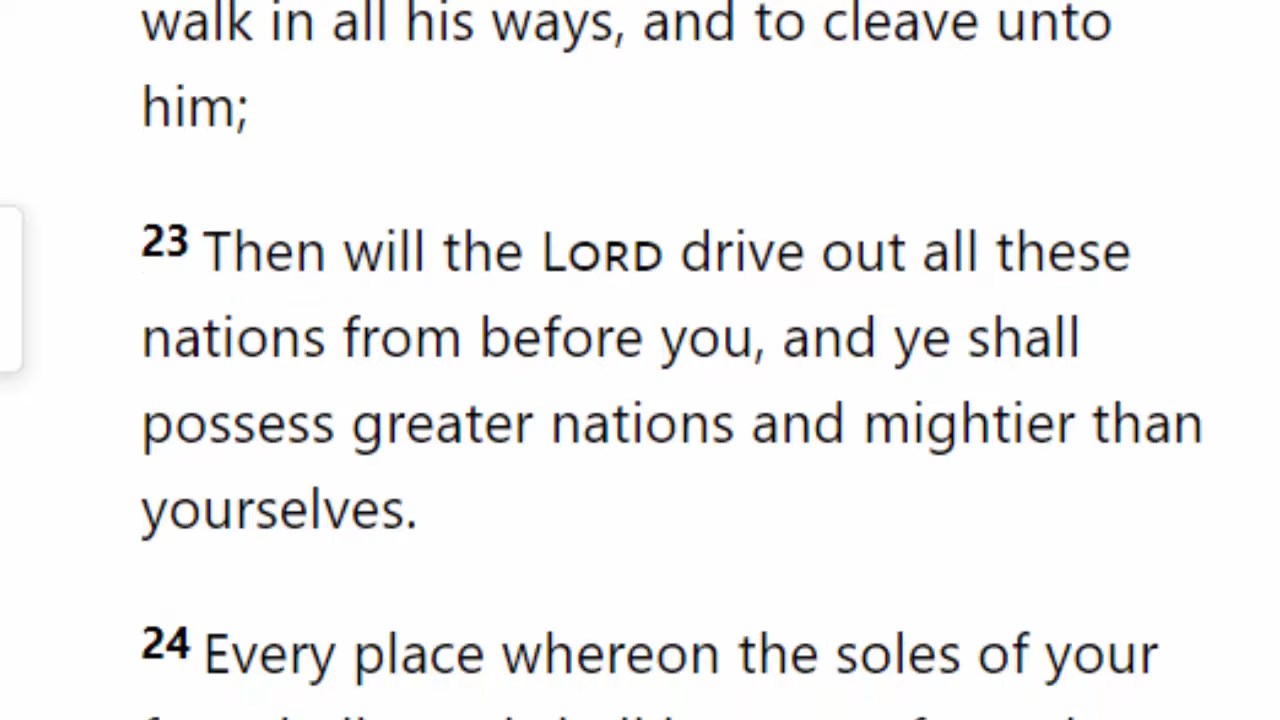 walk in all his ways, and to cleave unto
him;
23 Then will the LORD drive out all these
nations from before you, and ye shall
possess greater nations and mightier than
yourselves.
24 Every place whereon the soles of your